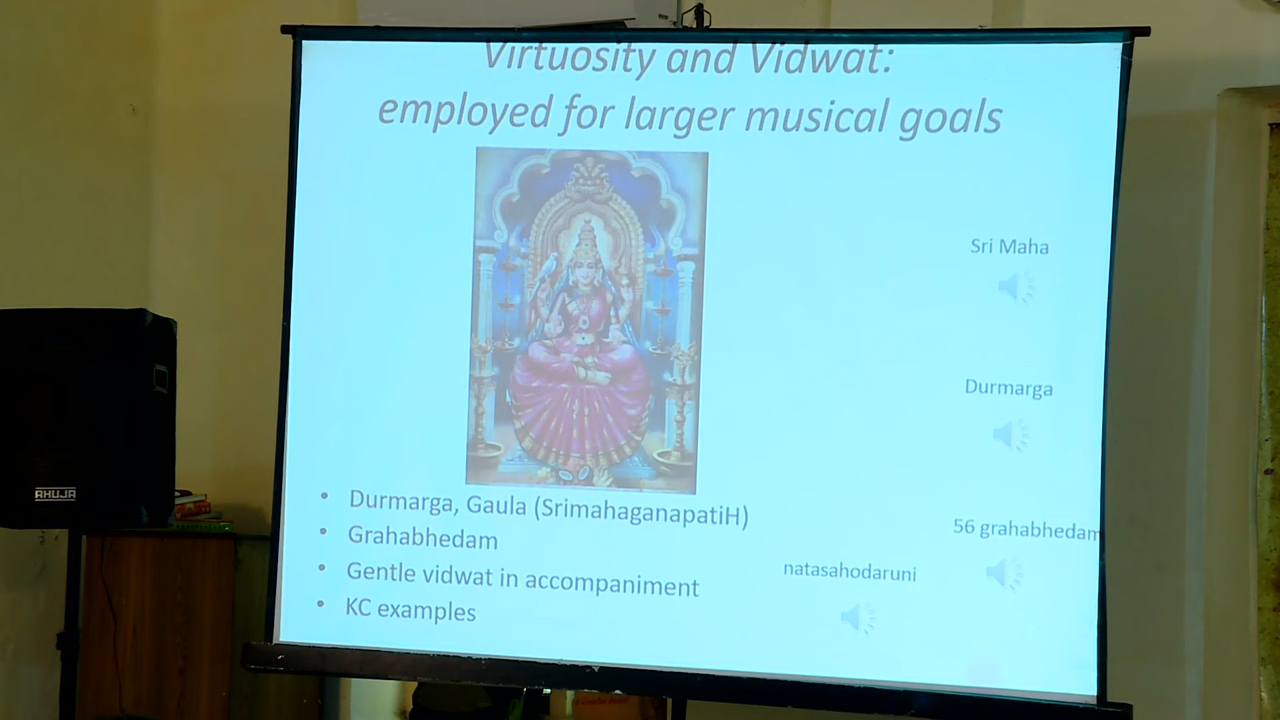 Virtuosity and Vidwat:
employed for larger musical goals
Sri Maha
Durmarga
56 grahabhedam
natasahodaruni
• Durmarga, Gaula (SrimahaganapatiH)
• Grahabhedam
• Gentle vidwat in accompaniment
• KC examples
AHUJA